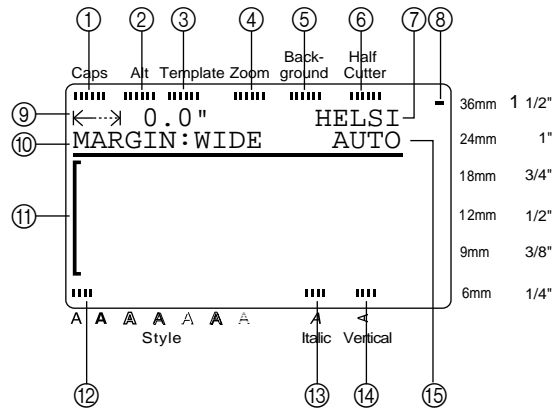 ① ② ③ ④ ⑤ ⑥ ⑦ ⑧
Caps Alt Template Zoom Back-ground Half Cutter
⑨ 0.0" HELSI 36mm 1 1/2"
⑩ MARGIN:WIDE AUTO 24mm 1"
18mm 3/4"
⑪ 12mm 1/2"
9mm 3/8"
6mm 1/4"
A A A A A A A A A
Style Italic Vertical
⑫ ⑬ ⑭ ⑮